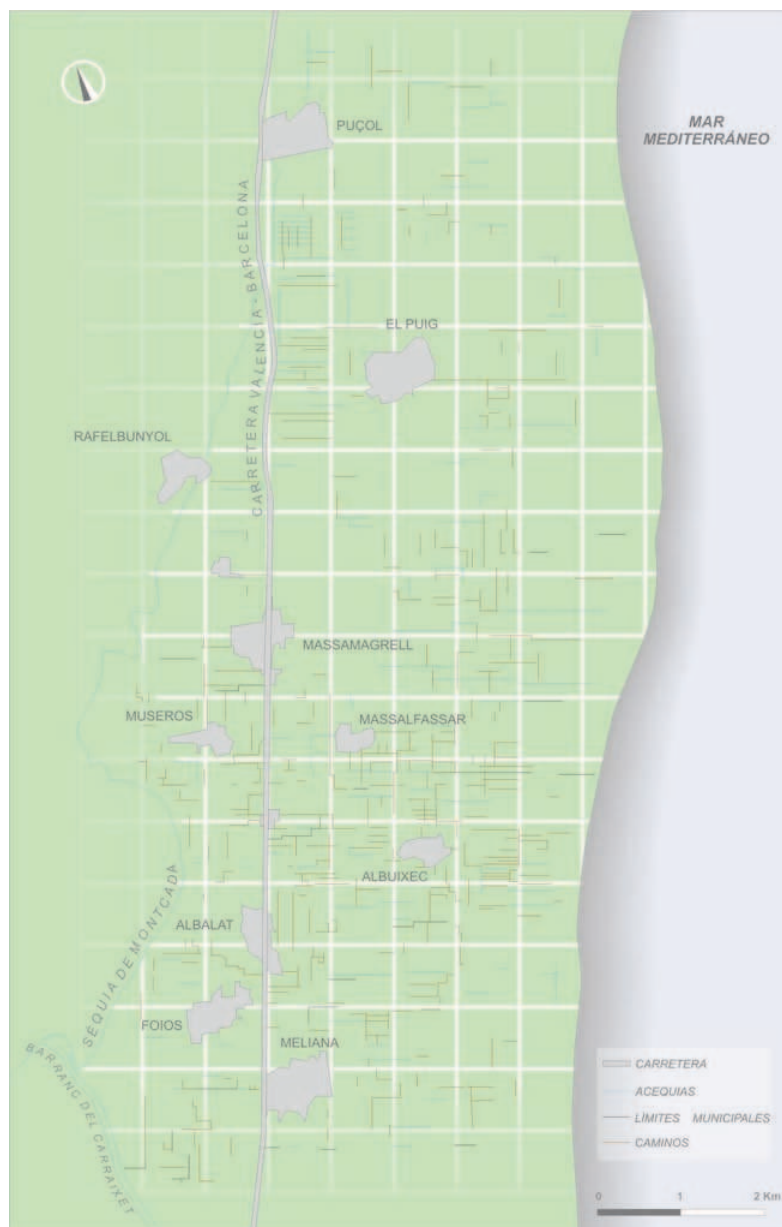 MAR
MEDITERRÁNEO
PUÇOL
CARRETERA VALENCIA - BARCELONA
EL PUIG
RAFELBUNYOL
MASSAMAGRELL
MUSEROS
MASSALFASSAR
ALBUIXEC
SÉQUIA DE MONTCADA
ALBALAT
FOIOS
MELIANA
BARRANC DEL CARRAIXET
CARRETERA
ACEQUIAS
LÍMITES MUNICIPALES
CAMINOS
0 1 2 Km